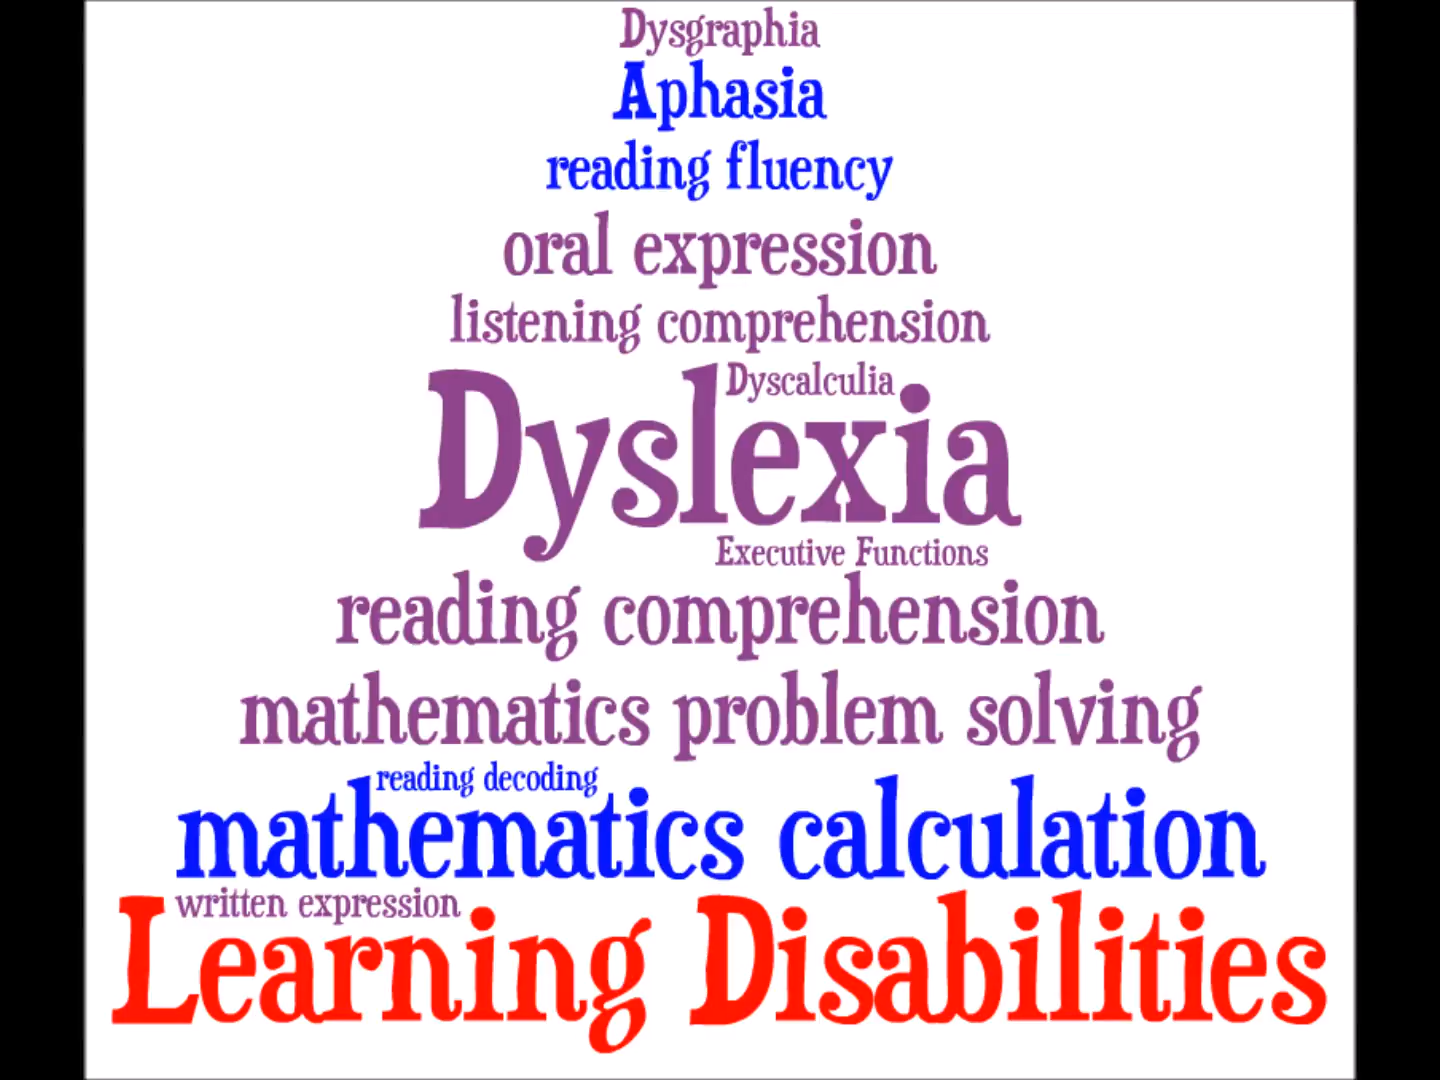 Dysgraphia
Aphasia
reading fluency
oral expression
listening comprehension
Dyscalculia
Dyslexia
Executive Functions
reading comprehension
mathematics problem solving
reading decoding
mathematics calculation
written expression
Learning Disabilities